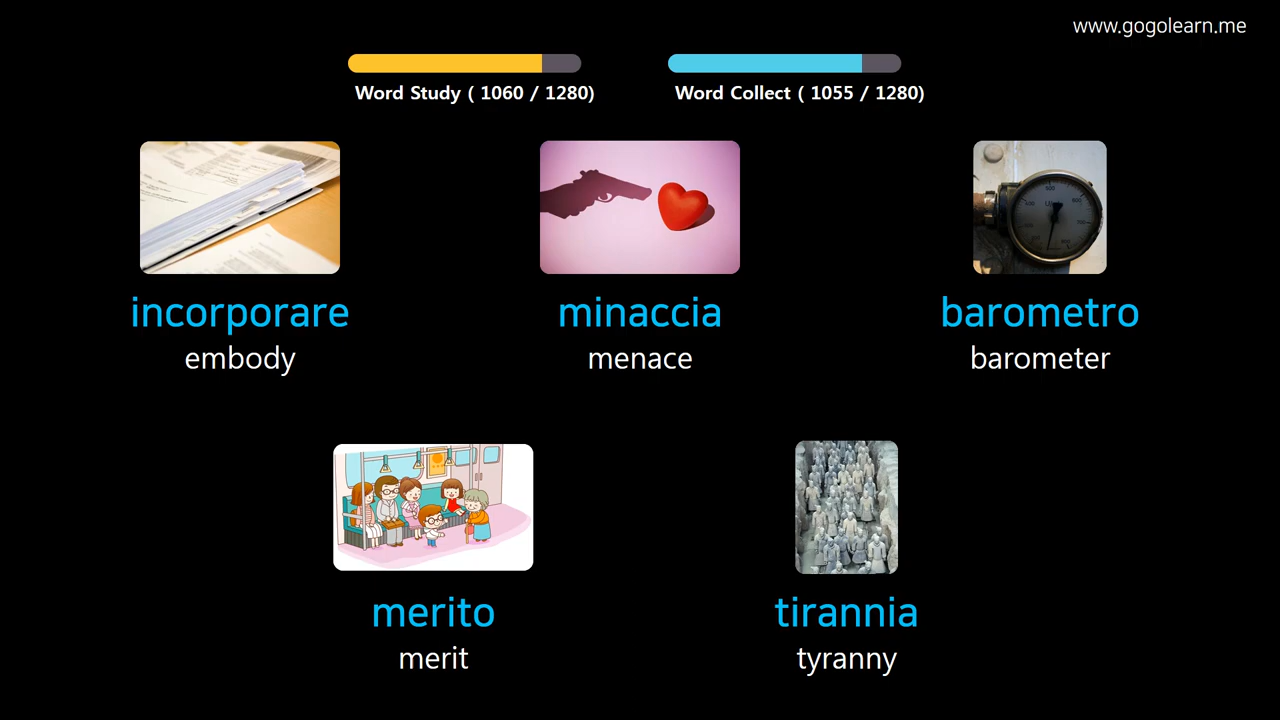 www.gogolearn.me
Word Study ( 1060 / 1280)
Word Collect ( 1055 / 1280)
incorporare
embody
minaccia
menace
barometro
barometer
merito
merit
tirannia
tyranny